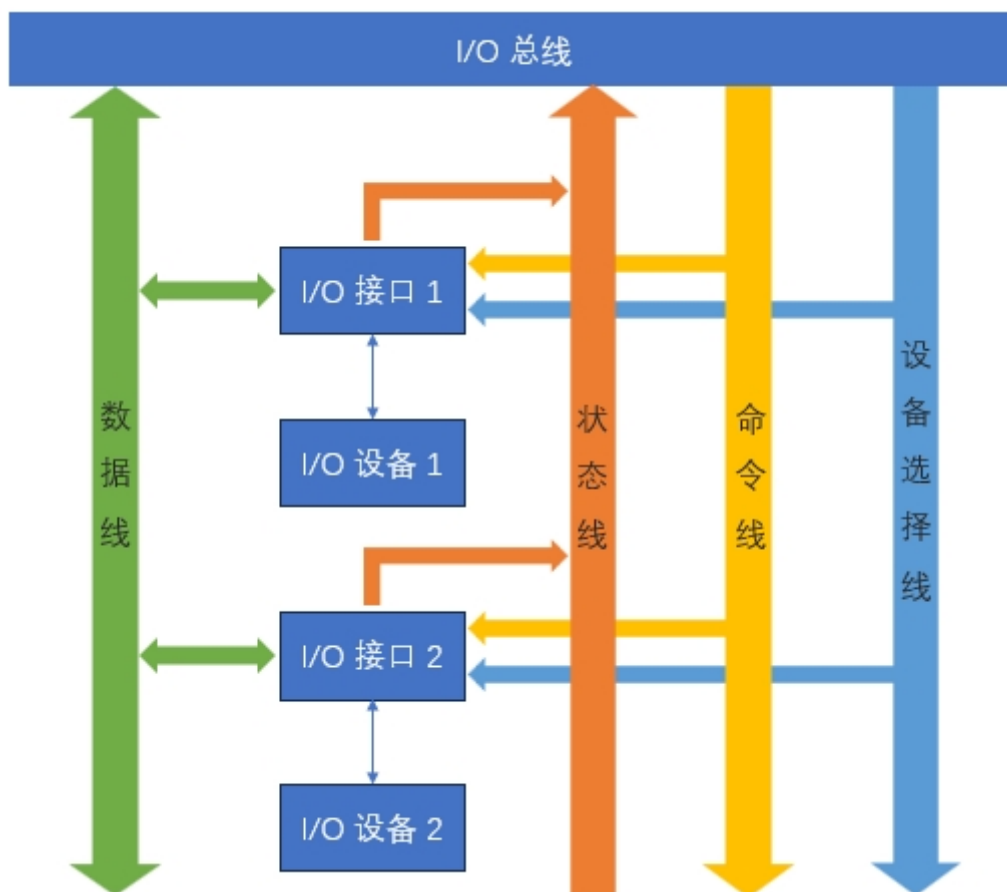 I/O 总线
I/O 接口 1
I/O 设备 1
I/O 接口 2
I/O 设备 2
数据线
状态线
命令线
设备选择线